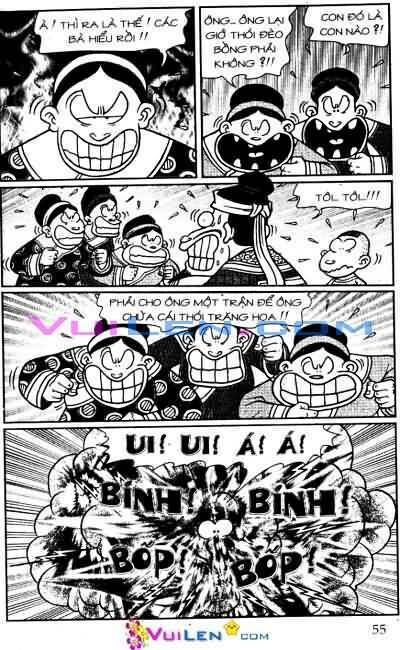 À! THÌ RA LÀ THẾ! CÁC
BÀ HIỂU RỒI!!
ÔNG... ÔNG LẠI
GIỞ THÓI ĐÈO
BỒNG PHẢI
KHÔNG?!!
CON ĐÓ LÀ
CON NÀO?!
TÔI.. TÔI...!!!
PHẢI CHO ÔNG MỘT TRẬN ĐỂ ÔNG
CHỪA CÁI THÓI TRĂNG HOA!!
VUILEN.COM
UI! UI! Á! Á!
BÍNH! BÍNH!
BỐP! BỐP!
55
VUILEN.COM